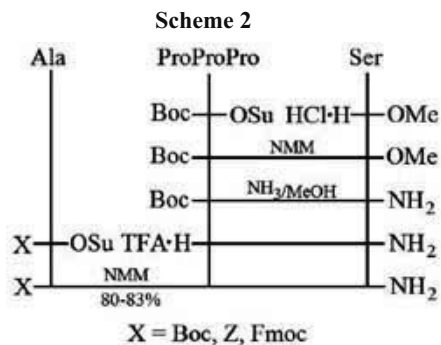 Scheme 2
Ala ProProPro Ser
Boc OSu HCl·H OMe
Boc NMM OMe
Boc NH3/MeOH NH2
X OSu TFA·H NH2
X NMM NH2
80-83%
X = Boc, Z, Fmoc